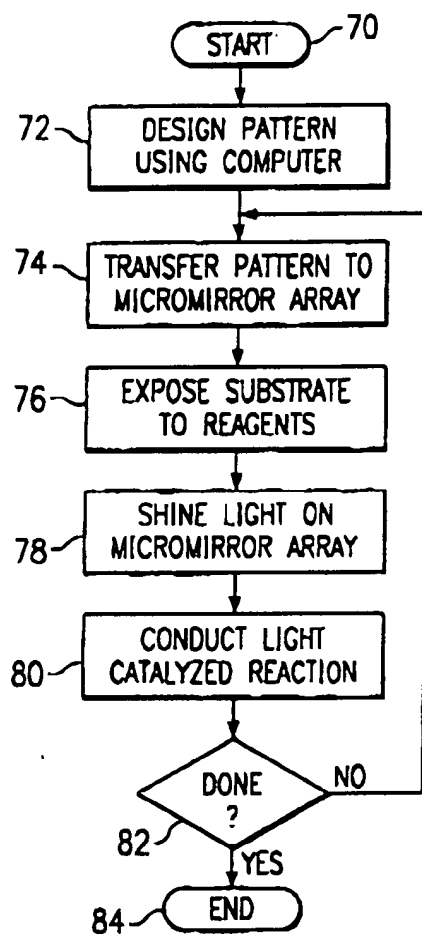 START
70
72
DESIGN PATTERN
USING COMPUTER
74
TRANSFER PATTERN TO
MICROMIRROR ARRAY
76
EXPOSE SUBSTRATE
TO REAGENTS
78
SHINE LIGHT ON
MICROMIRROR ARRAY
80
CONDUCT LIGHT
CATALYZED REACTION
82
DONE
?
NO
YES
84
END